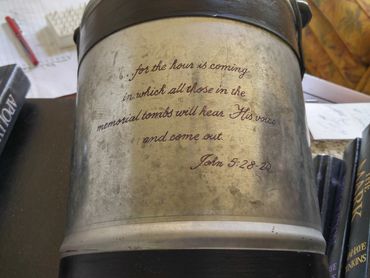 ..for the hour is coming
in which all those in the
memorial tombs will hear His voice
and come out.
John 5:28-29
APOLL